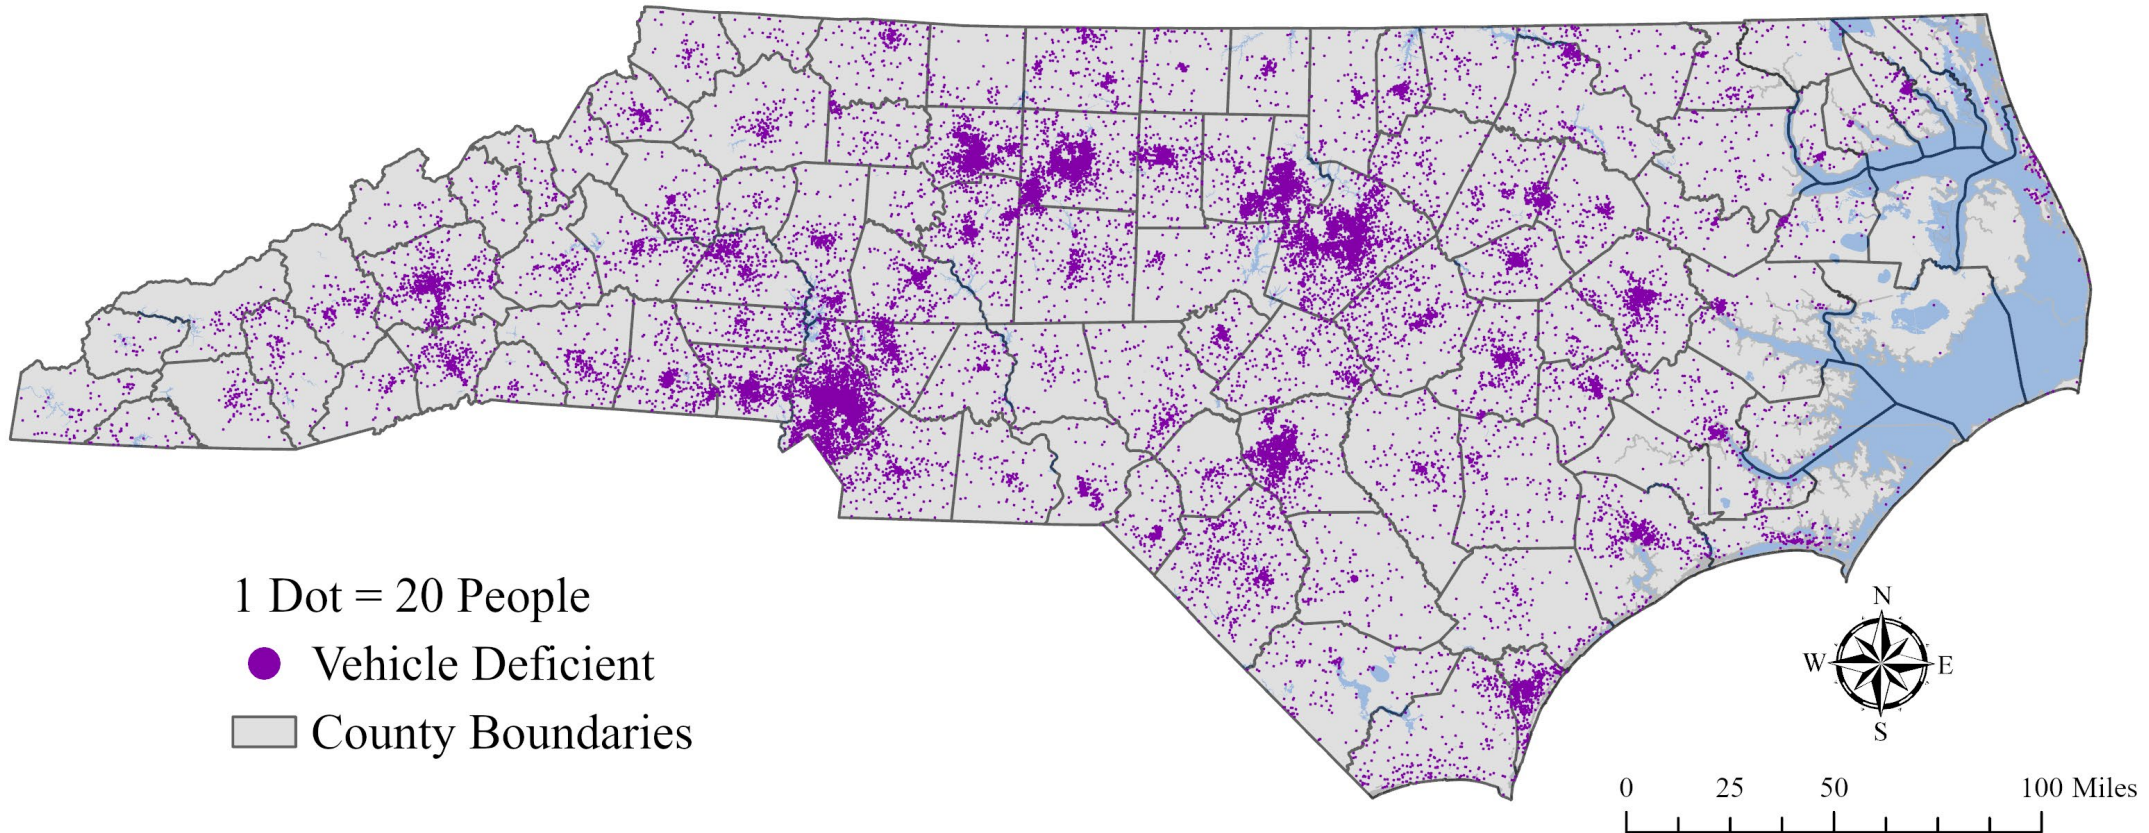 1 Dot = 20 People
Vehicle Deficient
County Boundaries
N
W E
S
0 25 50 100 Miles